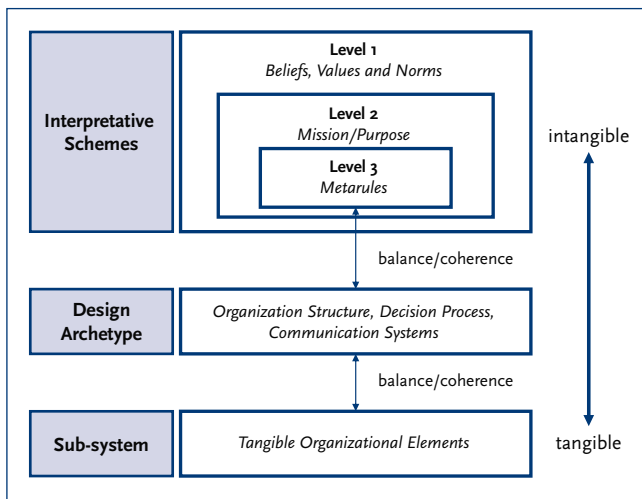 Interpretative
Schemes
Level 1
Beliefs, Values and Norms
Level 2
Mission/Purpose
Level 3
Metarules
intangible
balance/coherence
Design
Archetype
Organization Structure, Decision Process,
Communication Systems
balance/coherence
Sub-system
Tangible Organizational Elements
tangible